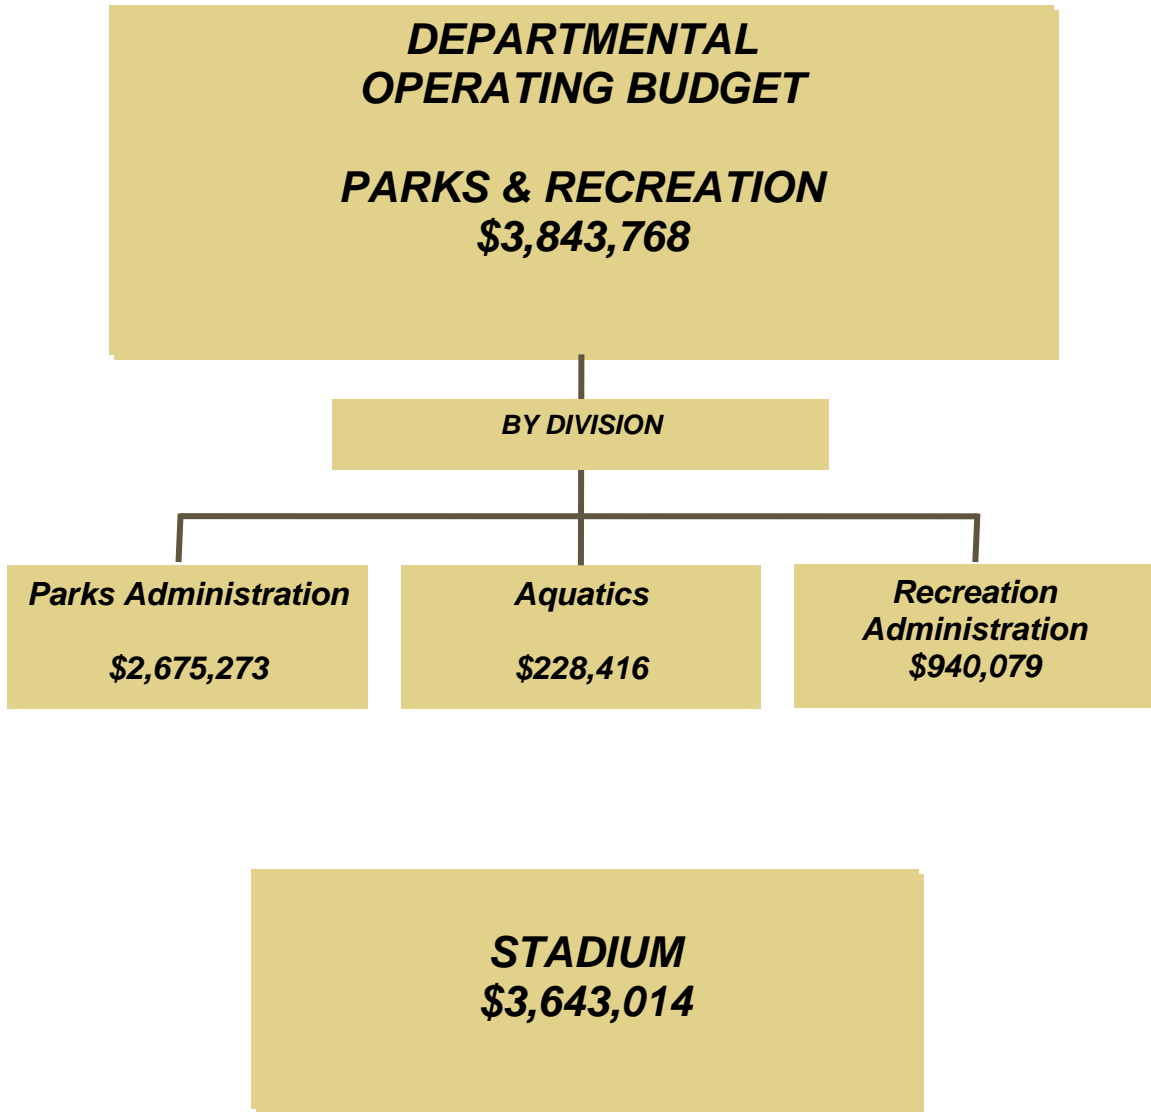 DEPARTMENTAL
OPERATING BUDGET
PARKS & RECREATION
$3,843,768
BY DIVISION
Parks Administration
$2,675,273
Aquatics
$228,416
Recreation
Administration
$940,079
STADIUM
$3,643,014